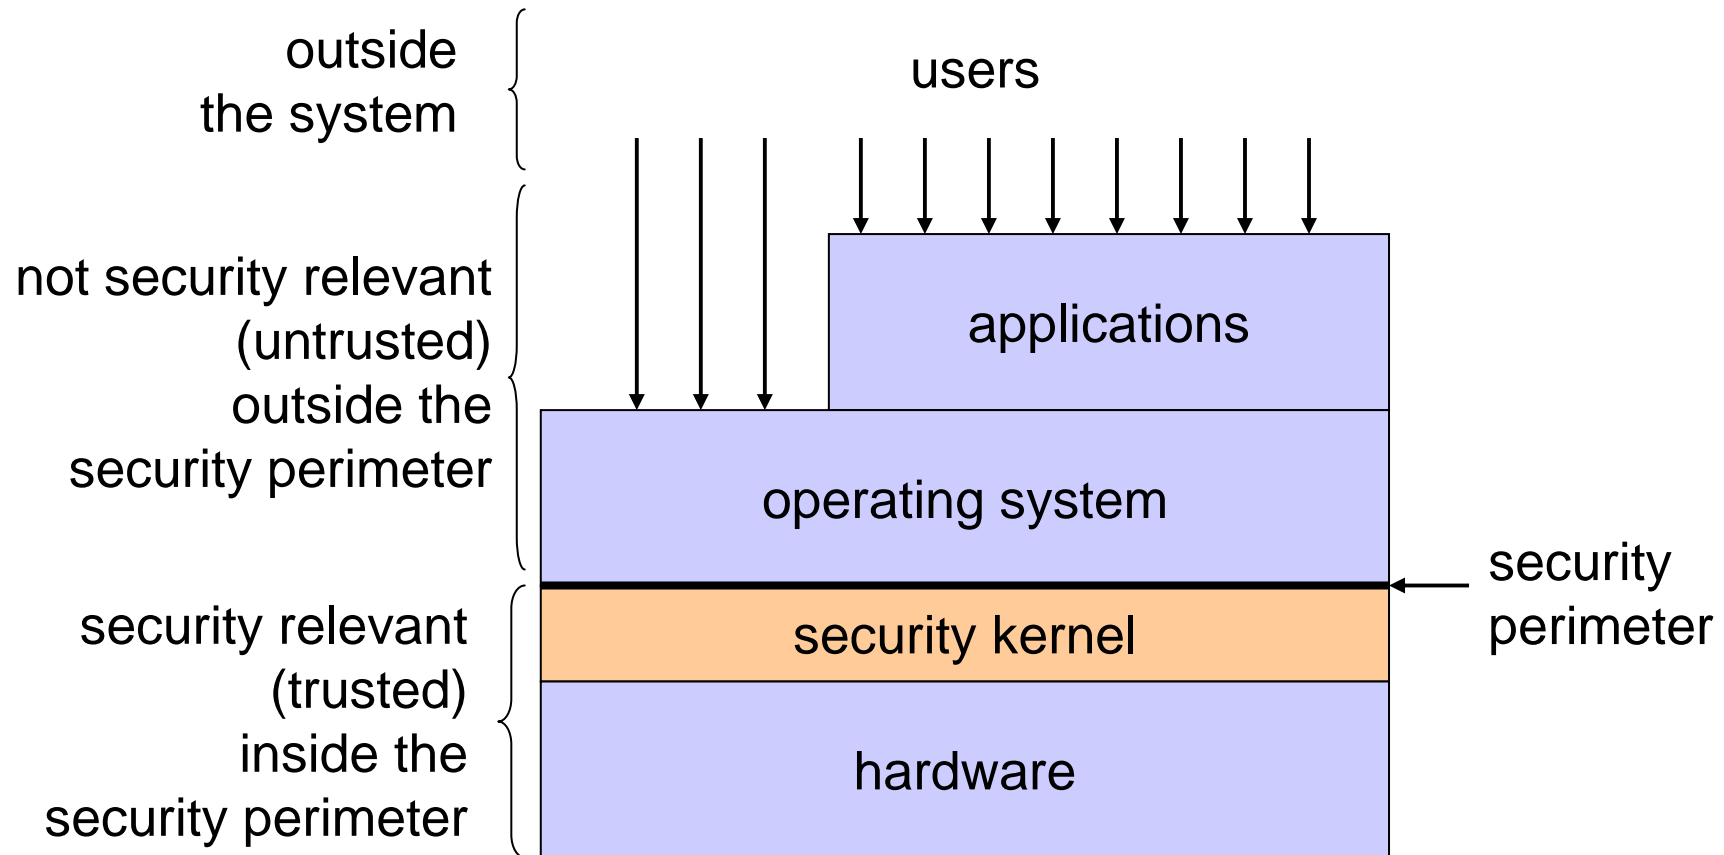 outside
the system
users
not security relevant
(untrusted)
outside the
security perimeter
applications
operating system
security
perimeter
security relevant
(trusted)
inside the
security perimeter
security kernel
hardware